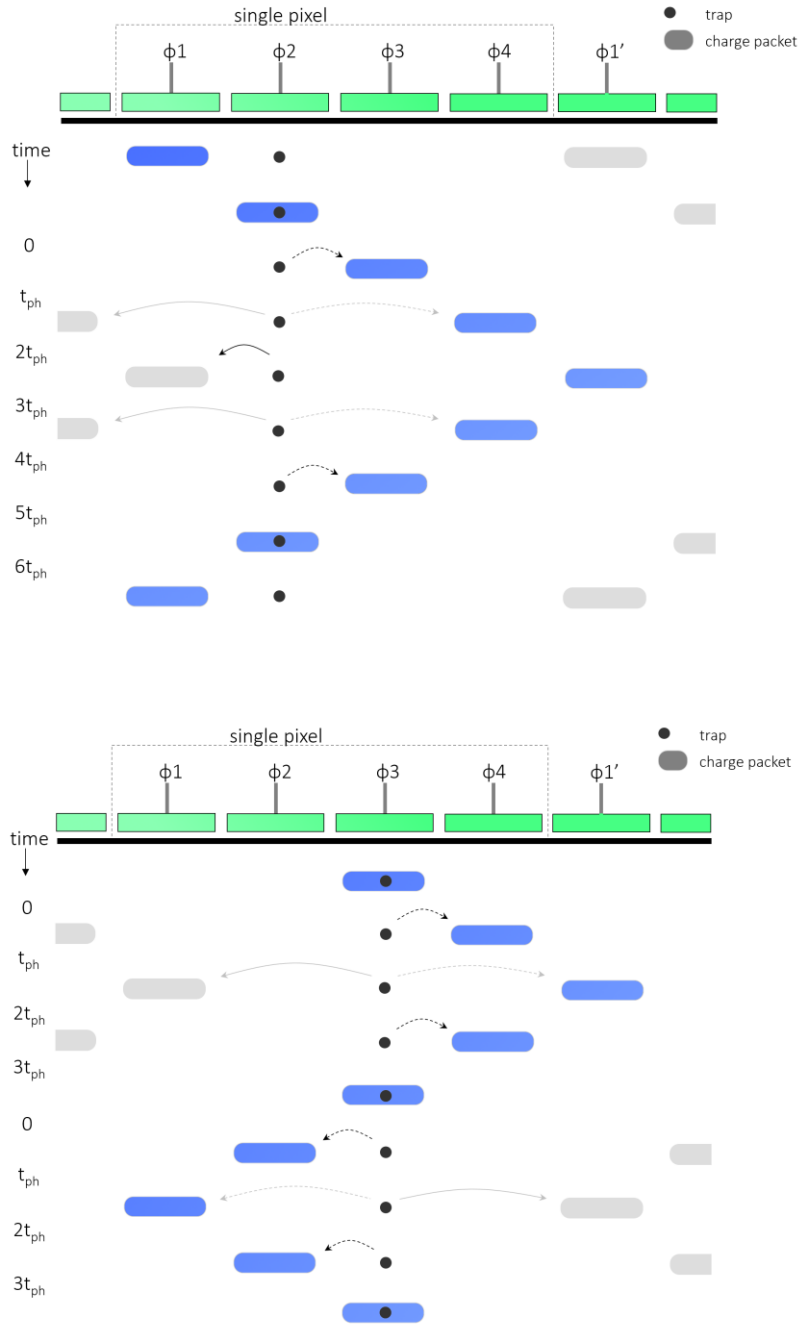 single pixel
trap
charge packet
ϕ1 ϕ2 ϕ3 ϕ4 ϕ1’
time
0
tph
2tph
3tph
4tph
5tph
6tph
single pixel
trap
charge packet
ϕ1 ϕ2 ϕ3 ϕ4 ϕ1’
time
0
tph
2tph
3tph
0
tph
2tph
3tph